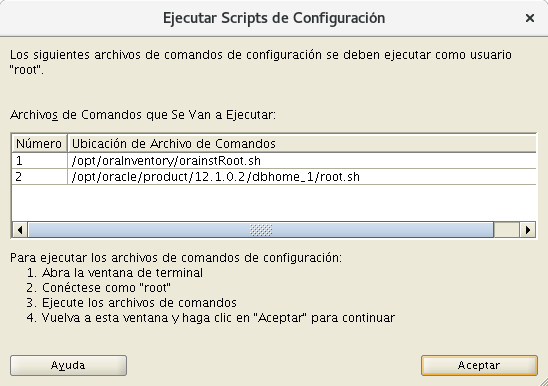 Ejecutar Scripts de Configuración
Los siguientes archivos de comandos de configuración se deben ejecutar como usuario
"root".
Archivos de Comandos que Se Van a Ejecutar:
Número Ubicación de Archivo de Comandos
1 /opt/oraInventory/orainstRoot.sh
2 /opt/oracle/product/12.1.0.2/dbhome_1/root.sh
Para ejecutar los archivos de comandos de configuración:
1. Abra la ventana de terminal
2. Conéctese como "root"
3. Ejecute los archivos de comandos
4. Vuelva a esta ventana y haga clic en "Aceptar" para continuar
Ayuda Aceptar